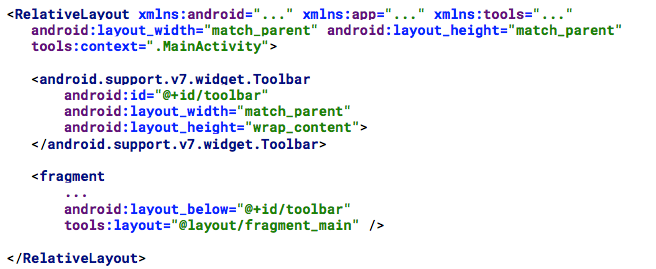 <RelativeLayout xmlns:android="..." xmlns:app="..." xmlns:tools="..."
    android:layout_width="match_parent" android:layout_height="match_parent"
    tools:context=".MainActivity">
    <android.support.v7.widget.Toolbar
        android:id="@+id/toolbar"
        android:layout_width="match_parent"
        android:layout_height="wrap_content">
    </android.support.v7.widget.Toolbar>
    <fragment
        ...
        android:layout_below="@+id/toolbar"
        tools:layout="@layout/fragment_main" />
</RelativeLayout>